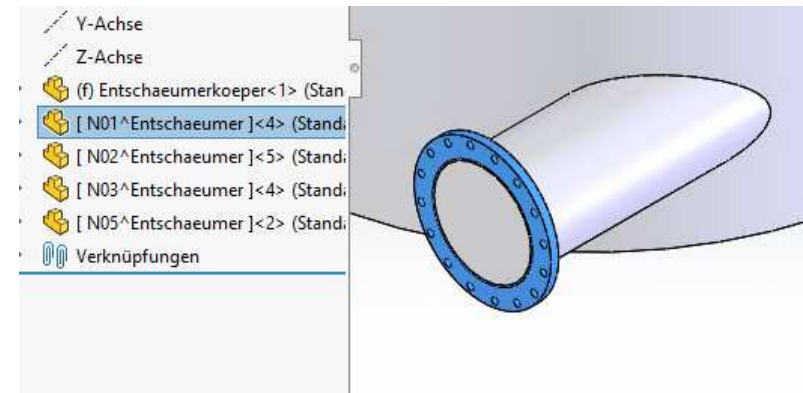 Y-Achse
Z-Achse
(f) Entschaeumerkoeper<1> (Stan
[ N01^Entschaeumer ]<4> (Standa
[ N02^Entschaeumer ]<5> (Standa
[ N03^Entschaeumer ]<4> (Standa
[ N05^Entschaeumer ]<2> (Standa
Verknüpfungen